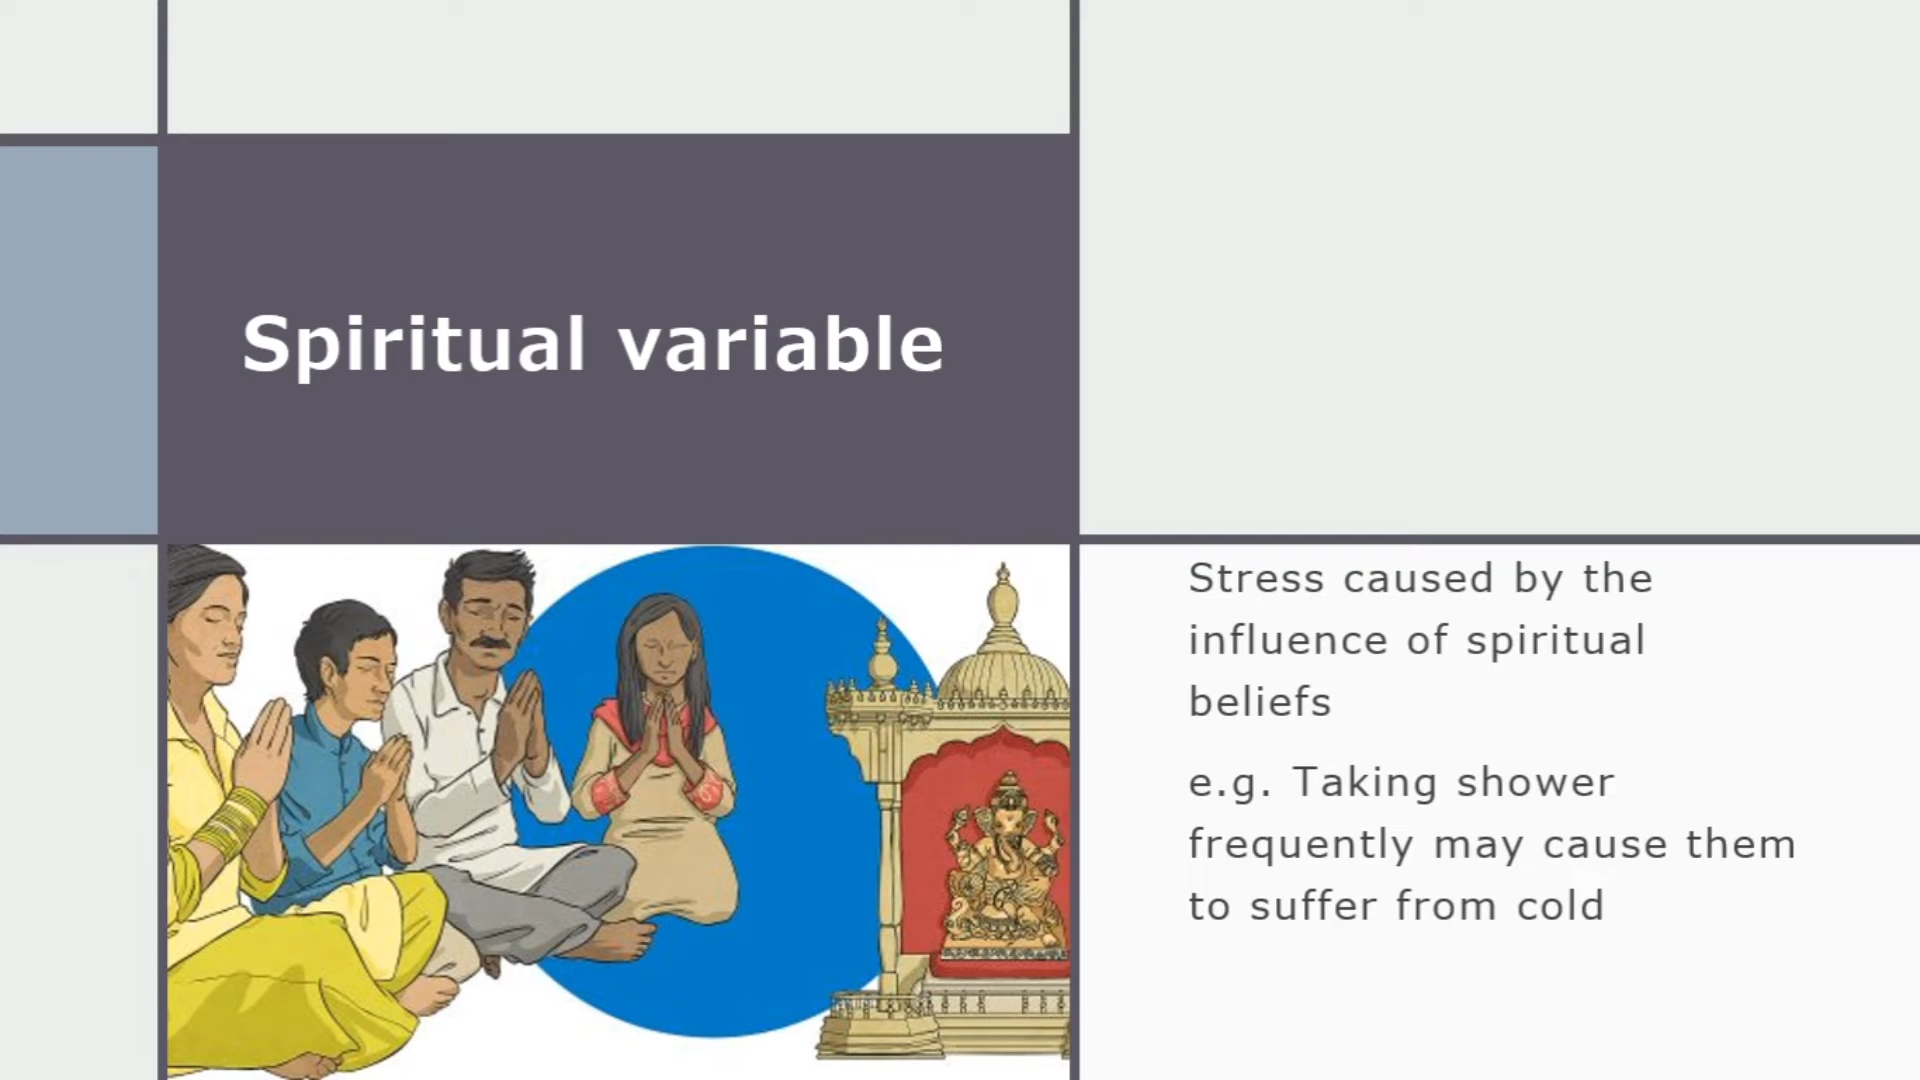 Spiritual variable
Stress caused by the
influence of spiritual
beliefs
e.g. Taking shower
frequently may cause them
to suffer from cold